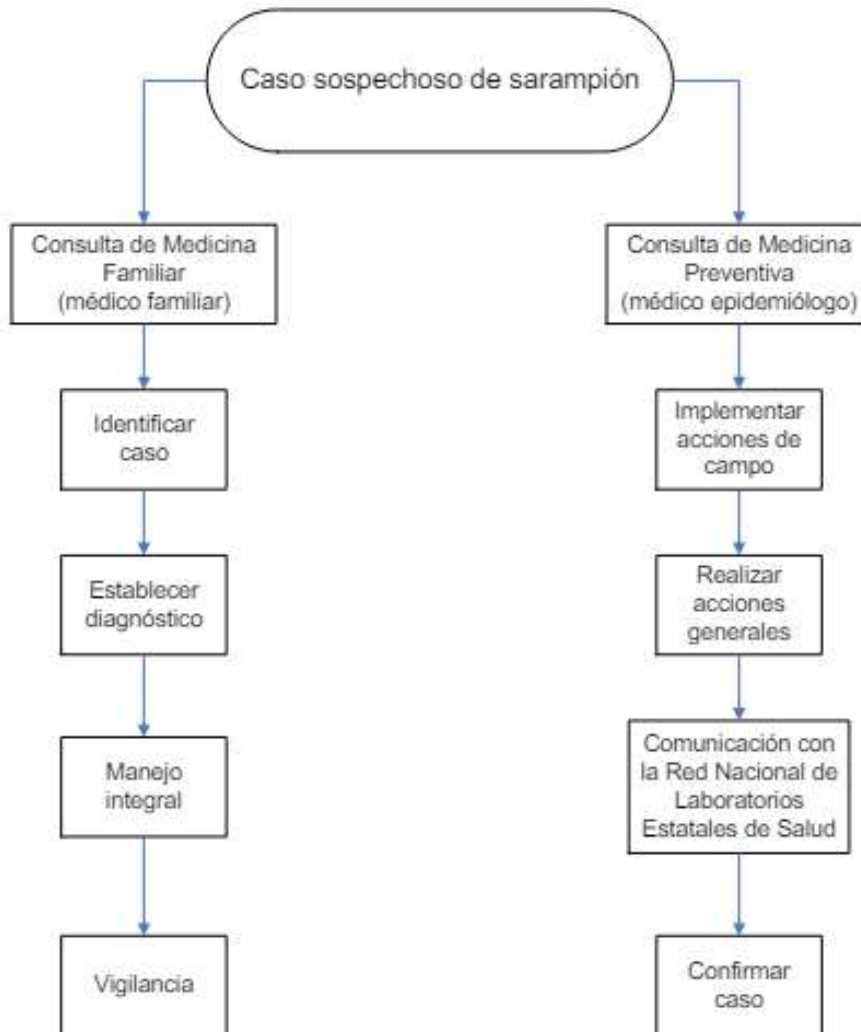 Caso sospechoso de sarampión
Consulta de Medicina
Familiar
(médico familiar)
Identificar
caso
Establecer
diagnóstico
Manejo
integral
Vigilancia
Consulta de Medicina
Preventiva
(médico epidemiólogo)
Implementar
acciones de
campo
Realizar
acciones
generales
Comunicación con
la Red Nacional de
Laboratorios
Estatales de Salud
Confirmar
caso